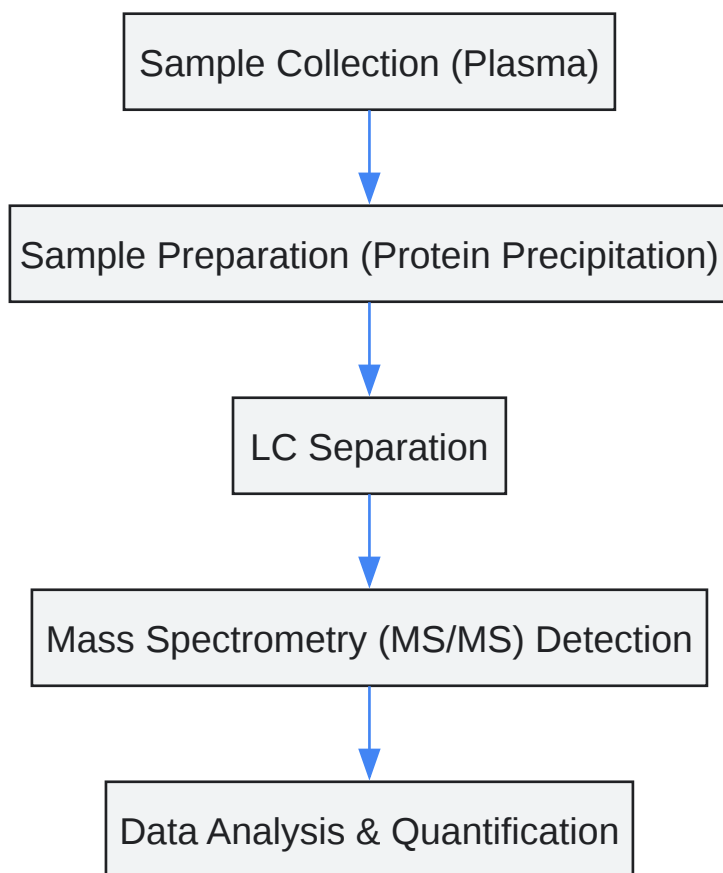 Sample Collection (Plasma)
Sample Preparation (Protein Precipitation)
LC Separation
Mass Spectrometry (MS/MS) Detection
Data Analysis & Quantification